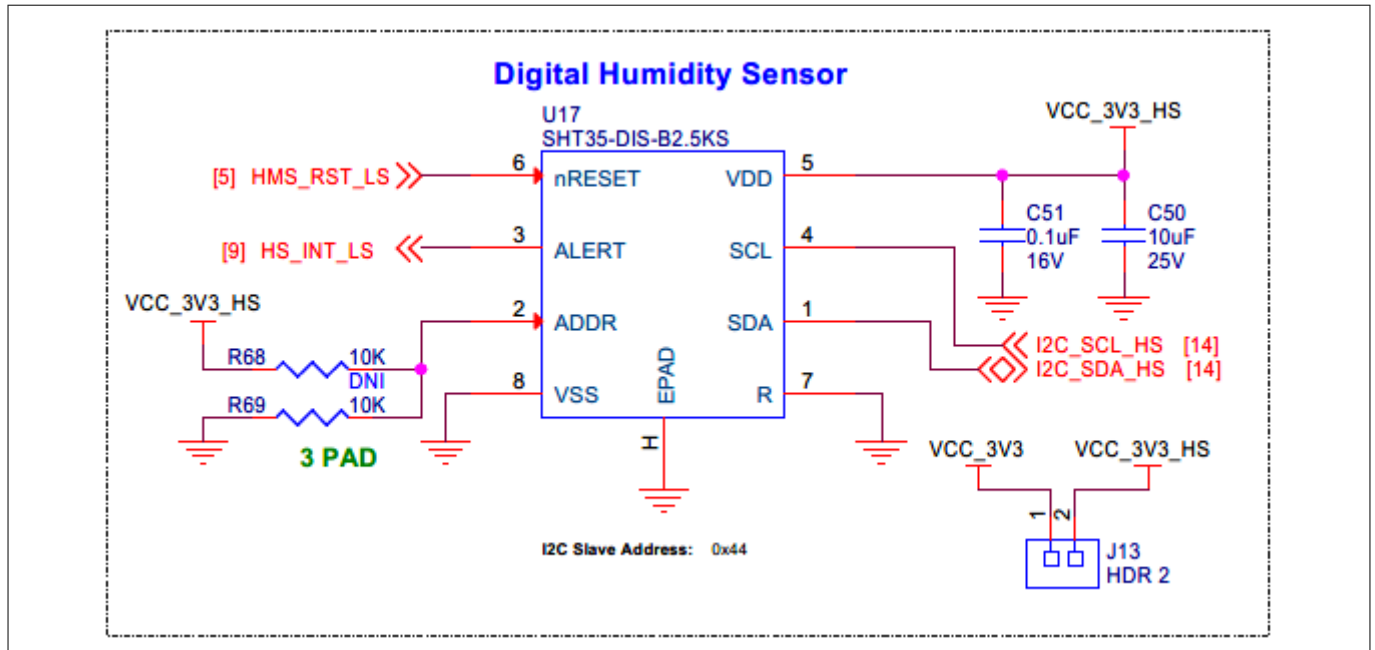 Digital Humidity Sensor
U17
SHT35-DIS-B2.5KS
VCC_3V3_HS
[5] HMS_RST_LS
6
nRESET
VDD
5
[9] HS_INT_LS
3
ALERT
SCL
4
C51
0.1uF
16V
C50
10uF
25V
VCC_3V3_HS
2
ADDR
SDA
1
I2C_SCL_HS [14]
I2C_SDA_HS [14]
R68
10K
DNI
R69
10K
3 PAD
8
VSS
EPAD
R
7
H
VCC_3V3
VCC_3V3_HS
1
2
J13
HDR 2
I2C Slave Address: 0x44